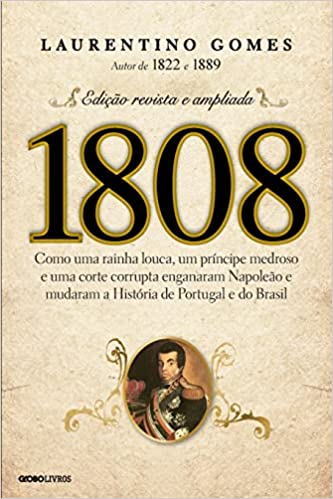 LAURENTINO GOMES
Autor de 1822 e 1889
Edição revista e ampliada
1808
Como uma rainha louca, um príncipe medroso
e uma corte corrupta enganaram Napoleão e
mudaram a História de Portugal e do Brasil
GLOBOLIVROS